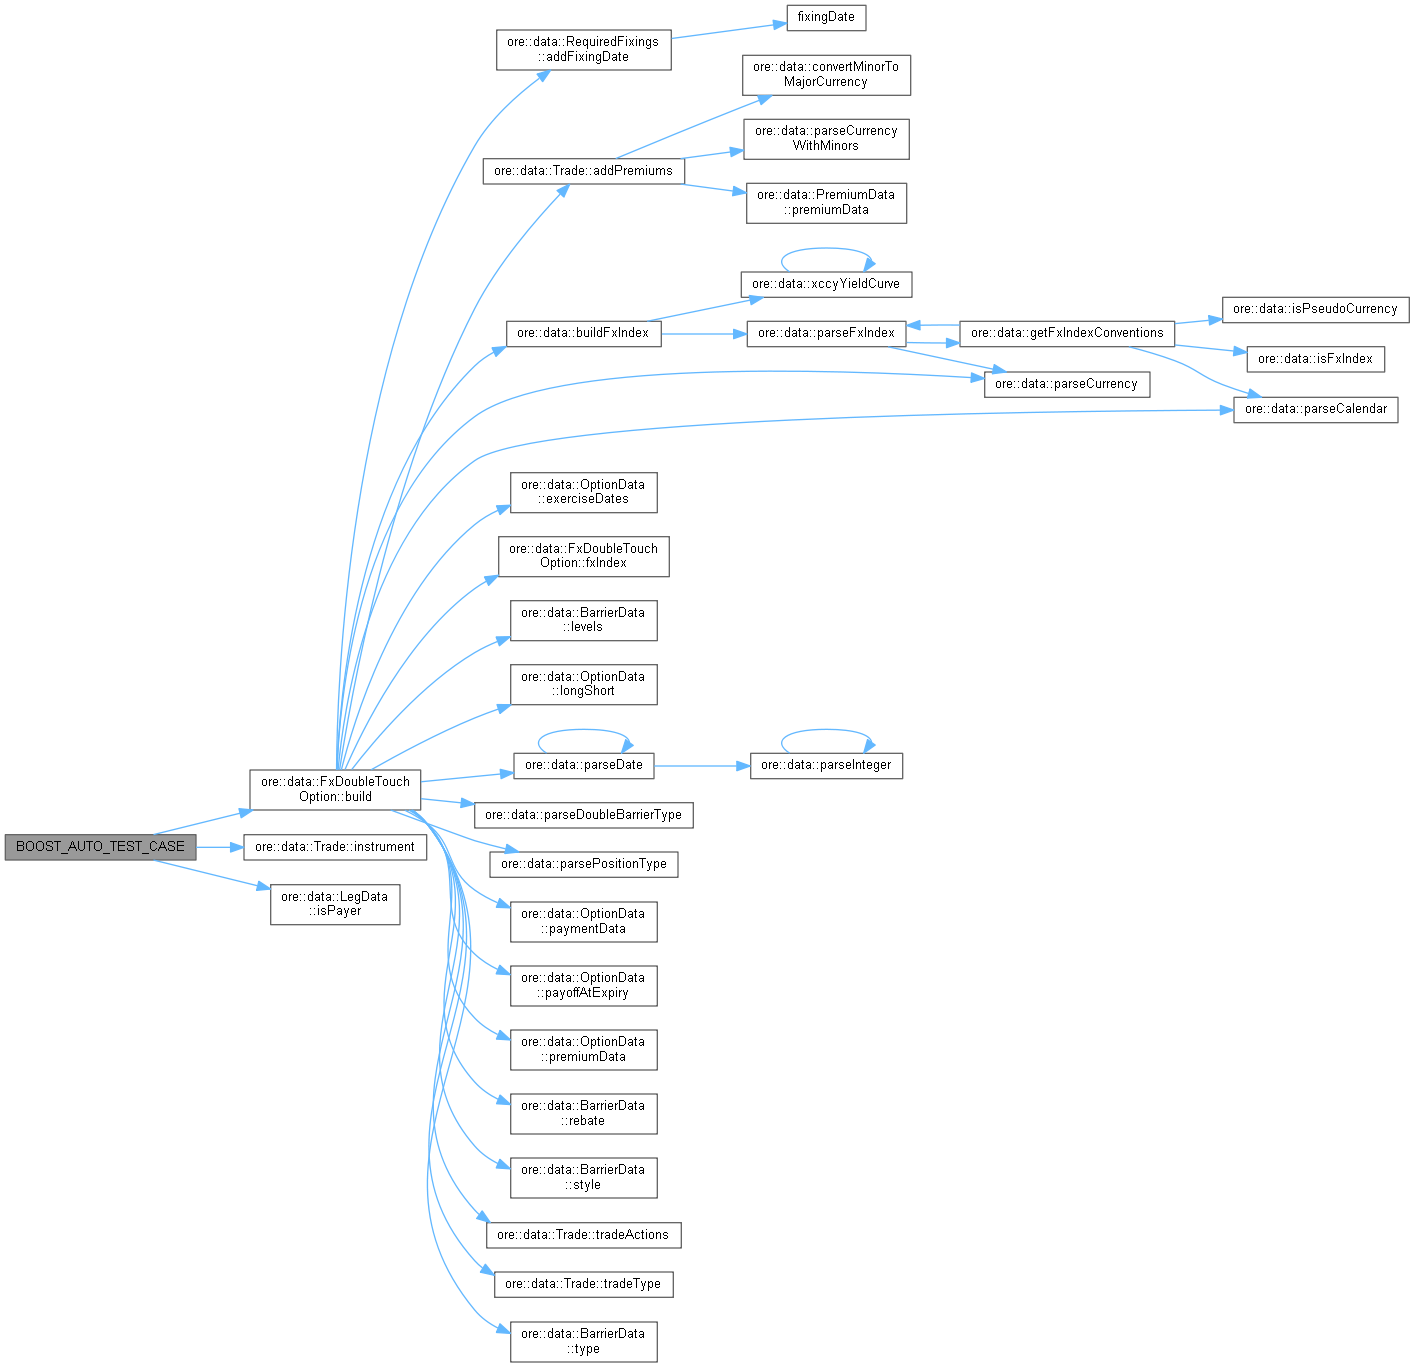 fixingDate
ore::data::RequiredFixings
::addFixingDate
ore::data::convertMinorTo
MajorCurrency
ore::data::parseCurrency
WithMinors
ore::data::Trade::addPremiums
ore::data::PremiumData
::premiumData
ore::data::xccyYieldCurve
ore::data::isPseudoCurrency
ore::data::buildFxIndex
ore::data::parseFxIndex
ore::data::getFxIndexConventions
ore::data::isFxIndex
ore::data::parseCurrency
ore::data::parseCalendar
ore::data::OptionData
::exerciseDates
ore::data::FxDoubleTouch
Option::fxIndex
ore::data::BarrierData
::levels
ore::data::OptionData
::longShort
ore::data::parseDate
ore::data::parseInteger
ore::data::FxDoubleTouch
Option::build
ore::data::parseDoubleBarrierType
BOOST_AUTO_TEST_CASE
ore::data::Trade::instrument
ore::data::parsePositionType
ore::data::LegData
::isPayer
ore::data::OptionData
::paymentData
ore::data::OptionData
::payoffAtExpiry
ore::data::OptionData
::premiumData
ore::data::BarrierData
::rebate
ore::data::BarrierData
::style
ore::data::Trade::tradeActions
ore::data::Trade::tradeType
ore::data::BarrierData
::type